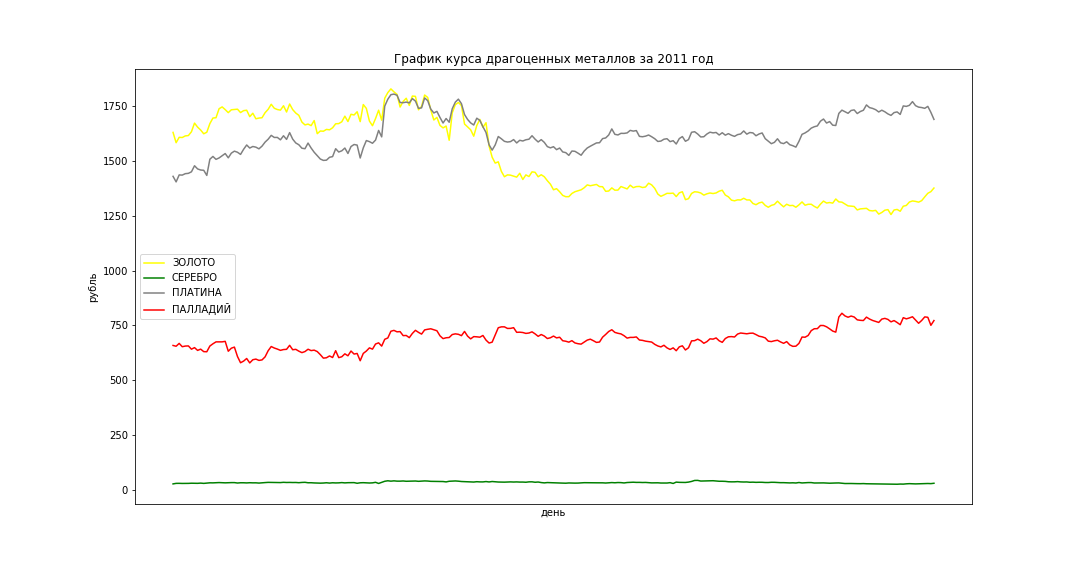 График курса драгоценных металлов за 2011 год
1750
1500
1250
1000
750
500
250
0
рубль
ЗОЛОТО
СЕРЕБРО
ПЛАТИНА
ПАЛЛАДИЙ
день